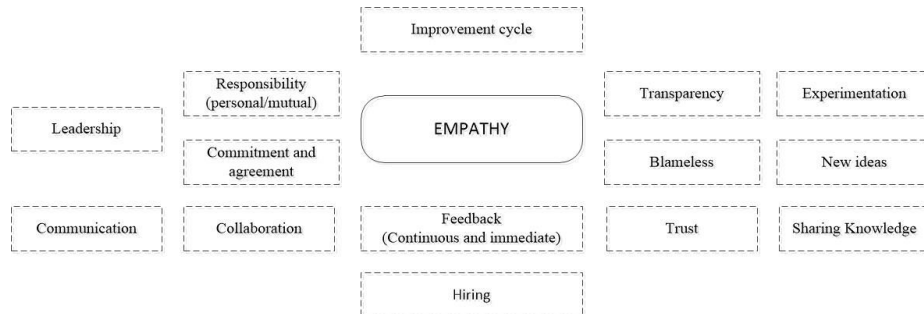 Improvement cycle
Responsibility
(personal/mutual)
Transparency
Experimentation
Leadership
EMPATHY
Commitment and
agreement
Blameless
New ideas
Communication
Collaboration
Feedback
(Continuous and immediate)
Trust
Sharing Knowledge
Hiring